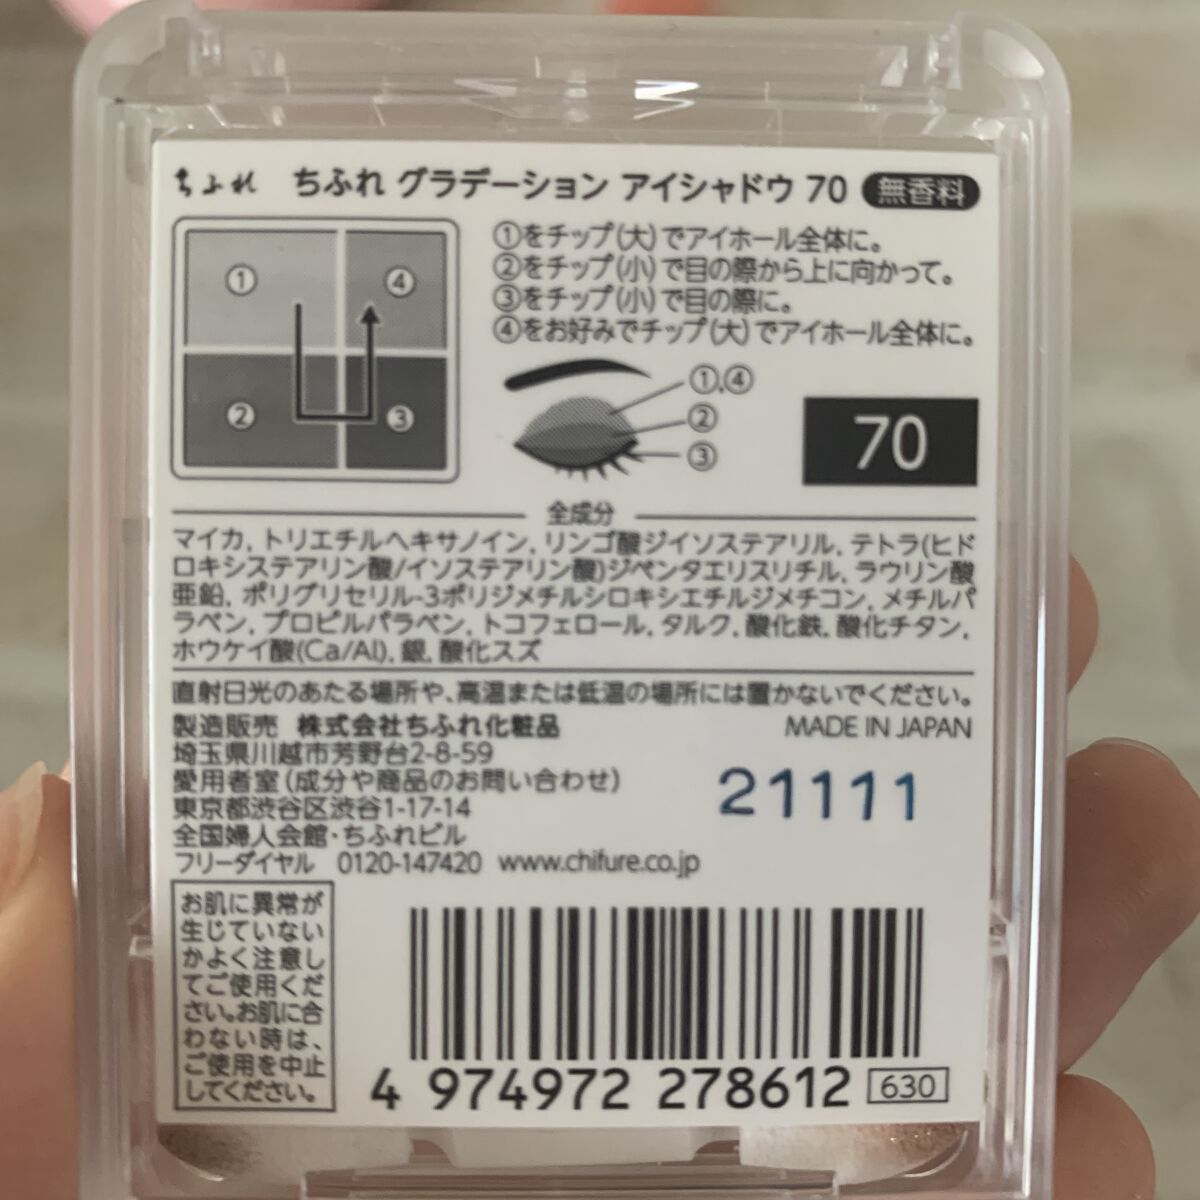 ちふれ ちふれ グラデーション アイシャドウ 70 無香料
① ④
② ③
①をチップ(大)でアイホール全体に。
②をチップ(小)で目の際から上に向かって。
③をチップ(小)で目の際に。
④をお好みでチップ(大)でアイホール全体に。
①,④
②
③
70
全成分
マイカ, トリエチルヘキサノイン, リンゴ酸ジイソステアリル, テトラ(ヒド
ロキシステアリン酸/イソステアリン酸)ジペンタエリスリチル, ラウリン酸
亜鉛, ポリグリセリル-3ポリジメチルシロキシエチルジメチコン, メチルパ
ラベン, プロピルパラベン, トコフェロール, タルク, 酸化鉄, 酸化チタン,
ホウケイ酸(Ca/Al), 銀, 酸化スズ
直射日光のあたる場所や、高温または低温の場所には置かないでください。
製造販売 株式会社ちふれ化粧品 MADE IN JAPAN
埼玉県川越市芳野台2-8-59
愛用者室(成分や商品のお問い合わせ)
東京都渋谷区渋谷1-17-14
全国婦人会館・ちふれビル
フリーダイヤル 0120-147420 www.chifure.co.jp
21111
お肌に異常が
生じていない
かよく注意し
てご使用くだ
さい。お肌に合
わない時は、
ご使用を中止
してください。
4 974972 278612 630